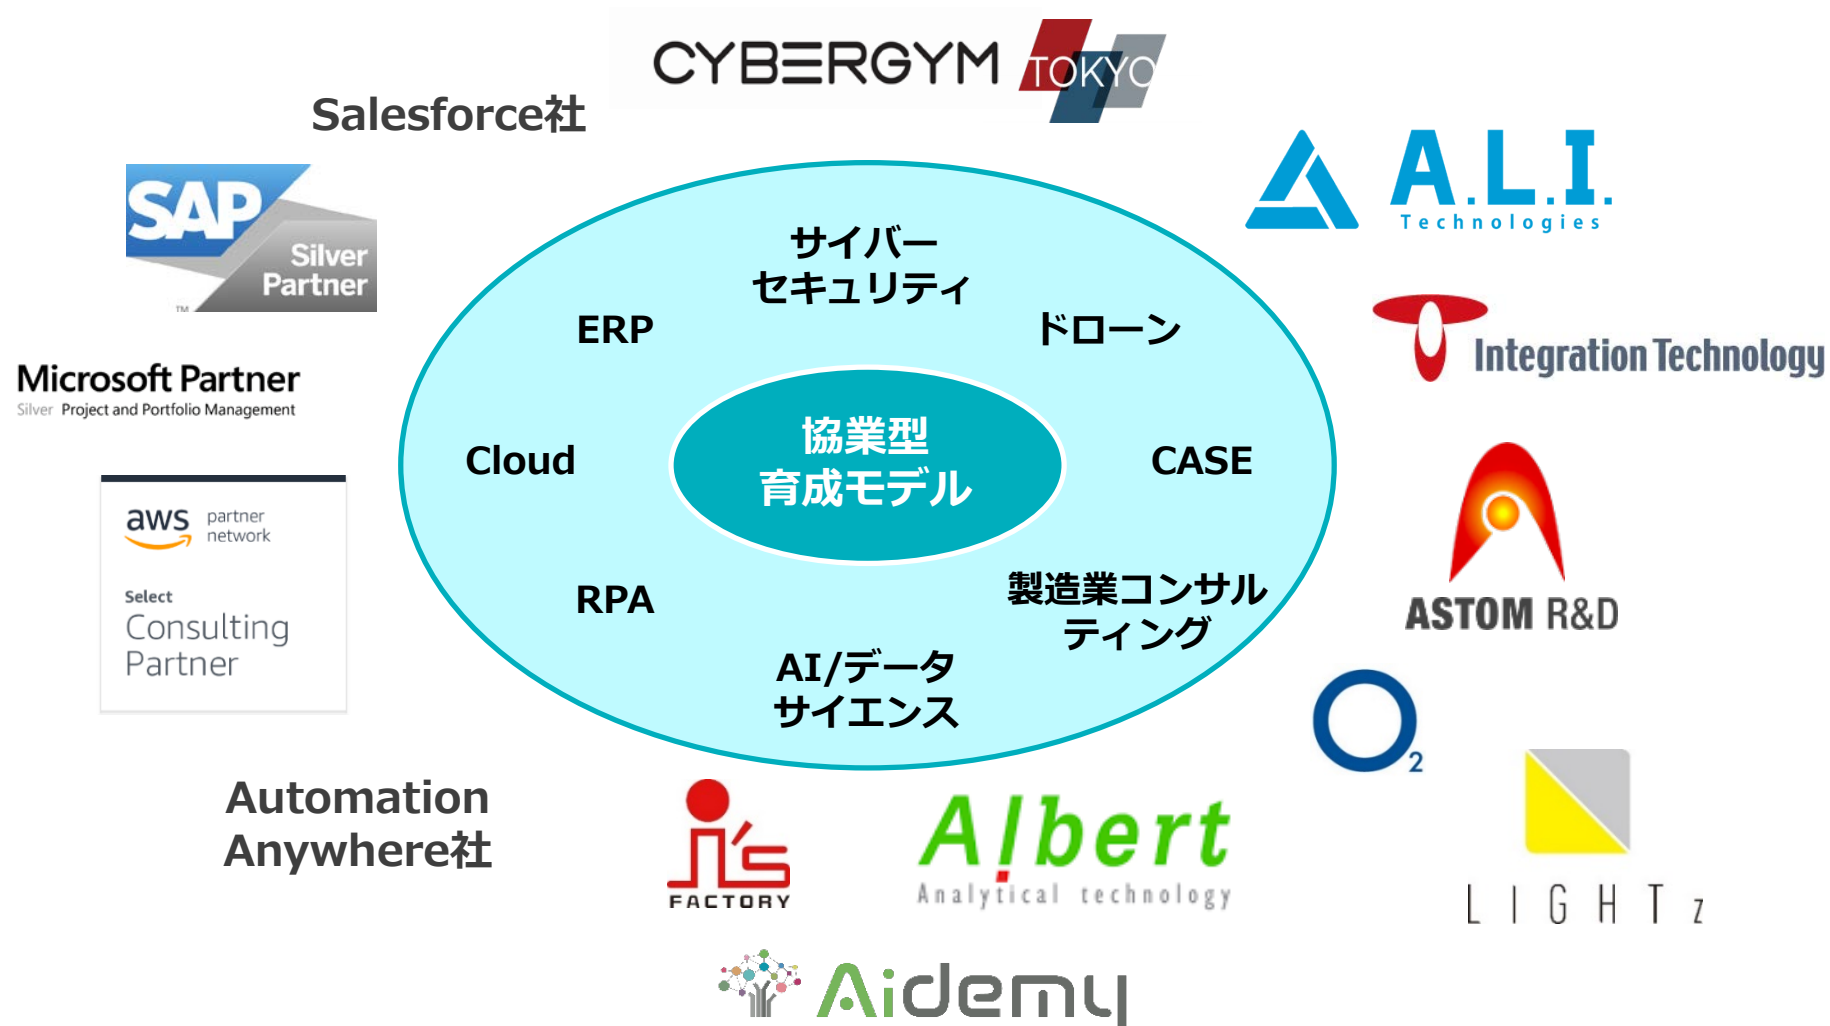 CYBERGYM TOKYO
Salesforce社
A.L.I.
Technologies
SAP
Silver
Partner
TM
サイバー
セキュリティ
ERP
ドローン
Integration Technology
Microsoft Partner
Silver Project and Portfolio Management
協業型
育成モデル
Cloud
CASE
aws partner
network
Select
Consulting
Partner
ASTOM R&D
RPA
製造業コンサル
ティング
AI/データ
サイエンス
O2
Automation
Anywhere社
i's
FACTORY
Albert
Analytical technology
LIGHTz
Aidemy